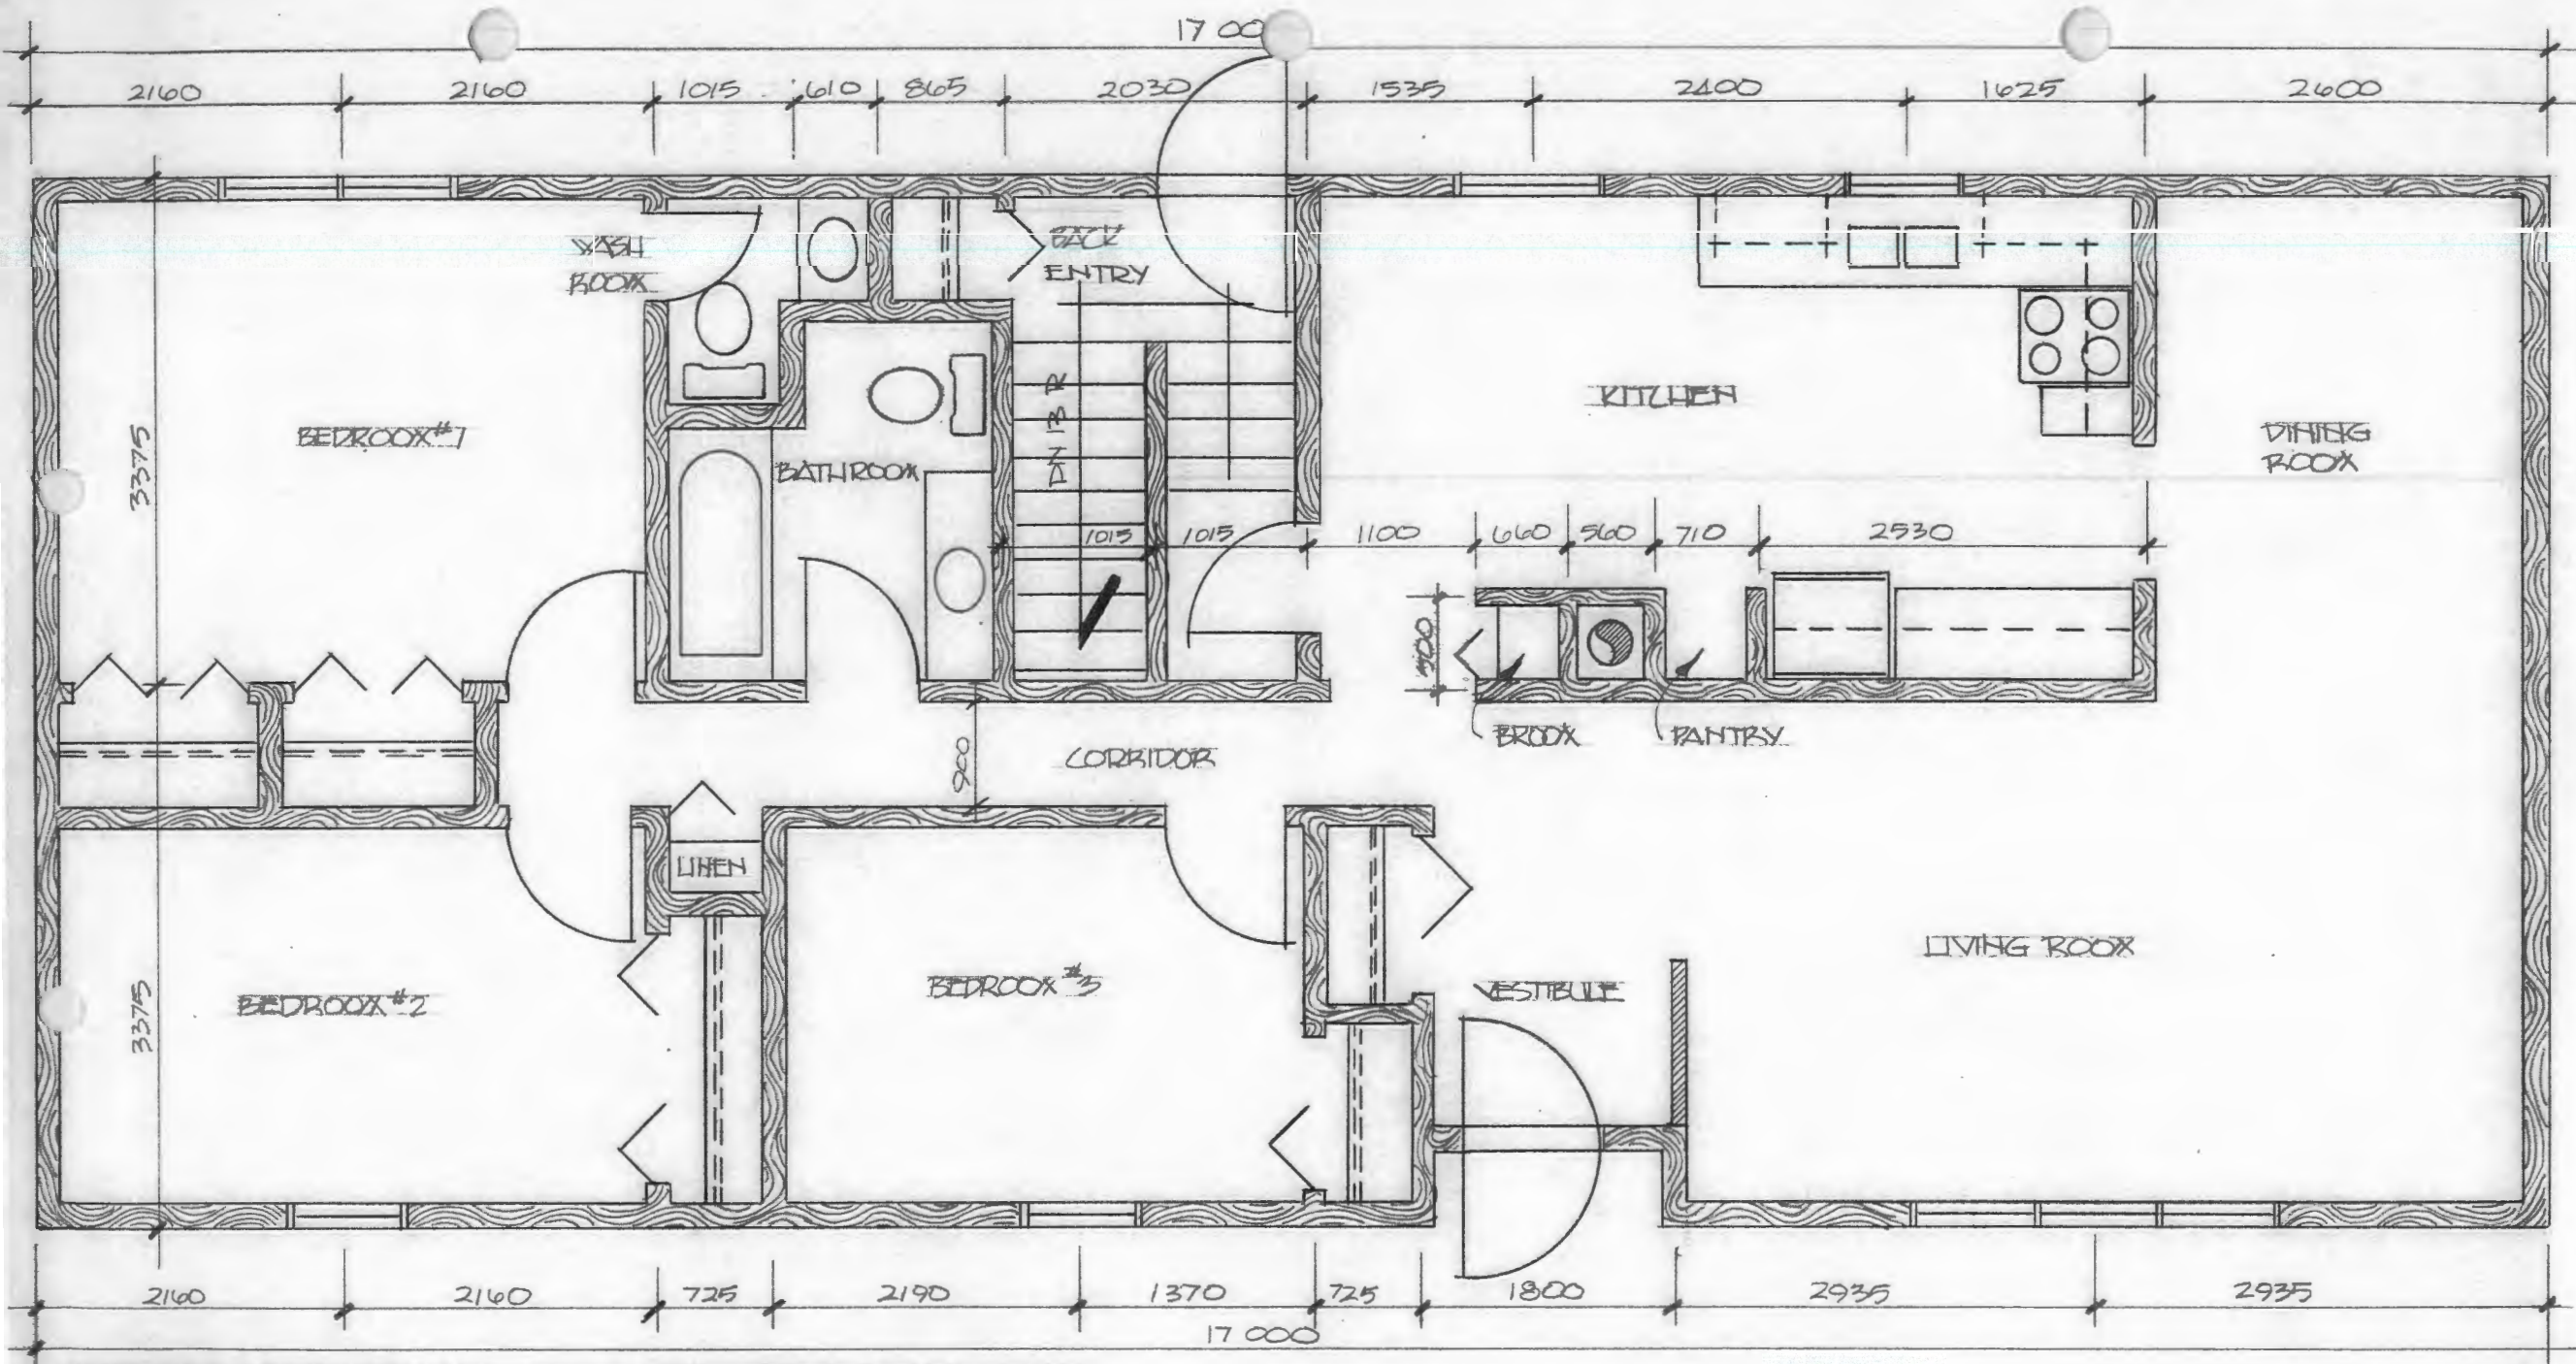 17 00
2160 2160 1015 610 865 2030 1535 2400 1625 2600
WASH
ROOM
BACK
ENTRY
3375
BEDROOM #1
BATHROOM
DN 13 R
KITCHEN
DINING
ROOM
1015 1015 1100 660 560 710 2530
500
BROOM
PANTRY
900
CORRIDOR
LINEN
LIVING ROOM
3375
BEDROOM #2
BEDROOM #3
VESTIBULE
2160 2160 725 2190 1370 725 1800 2935 2935
17 000